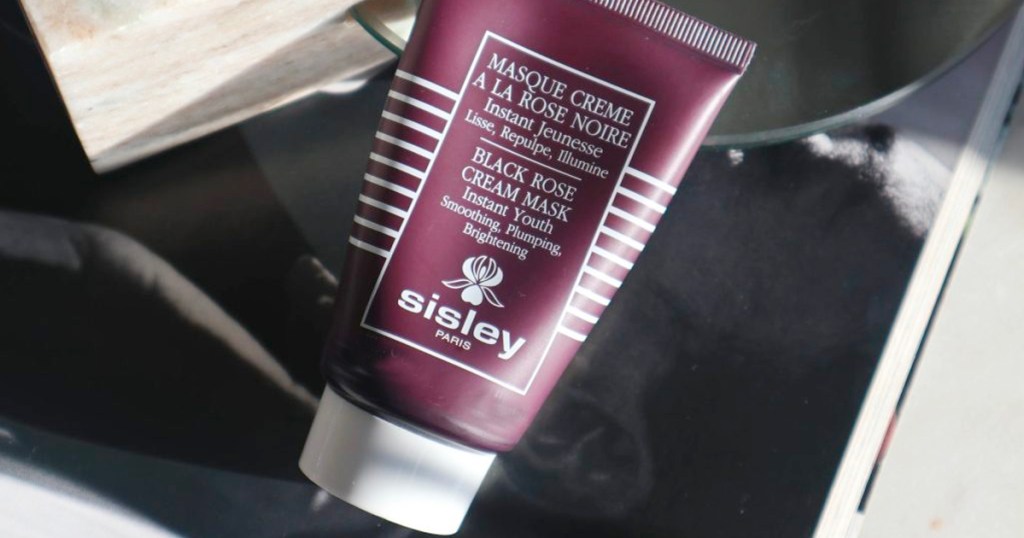 MASQUE CREME
A LA ROSE NOIRE
Instant Jeunesse
Lisse, Repulpe, Illumine
BLACK ROSE
CREAM MASK
Instant Youth
Smoothing, Plumping,
Brightening
sisley
PARIS